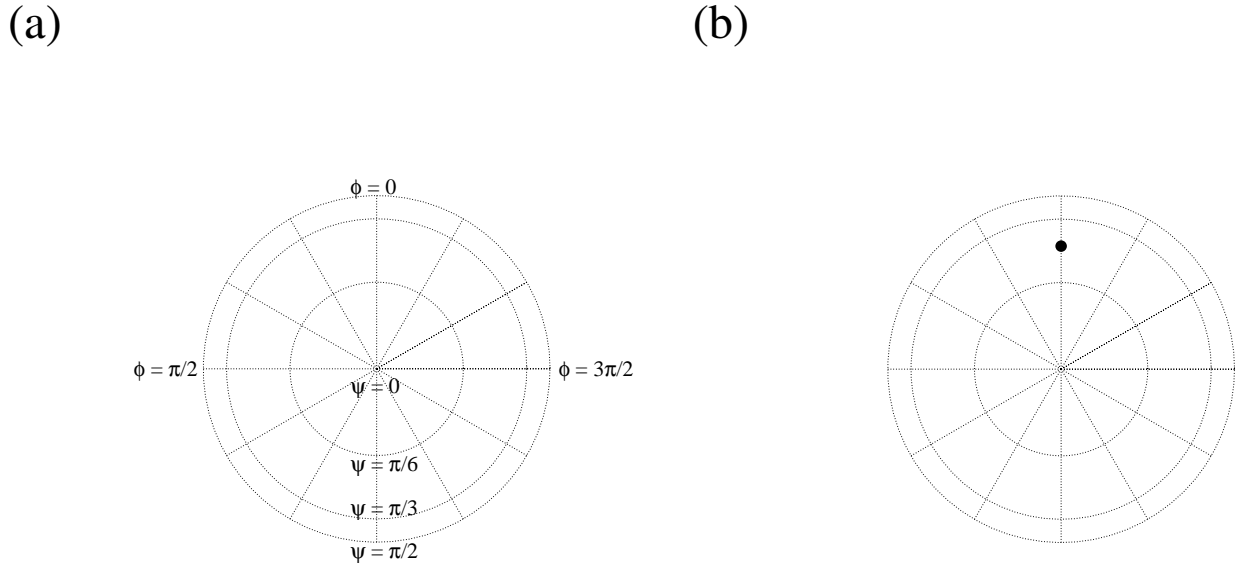 (a)
(b)
ϕ = 0
ϕ = π/2
ϕ = 3π/2
ψ = 0
ψ = π/6
ψ = π/3
ψ = π/2